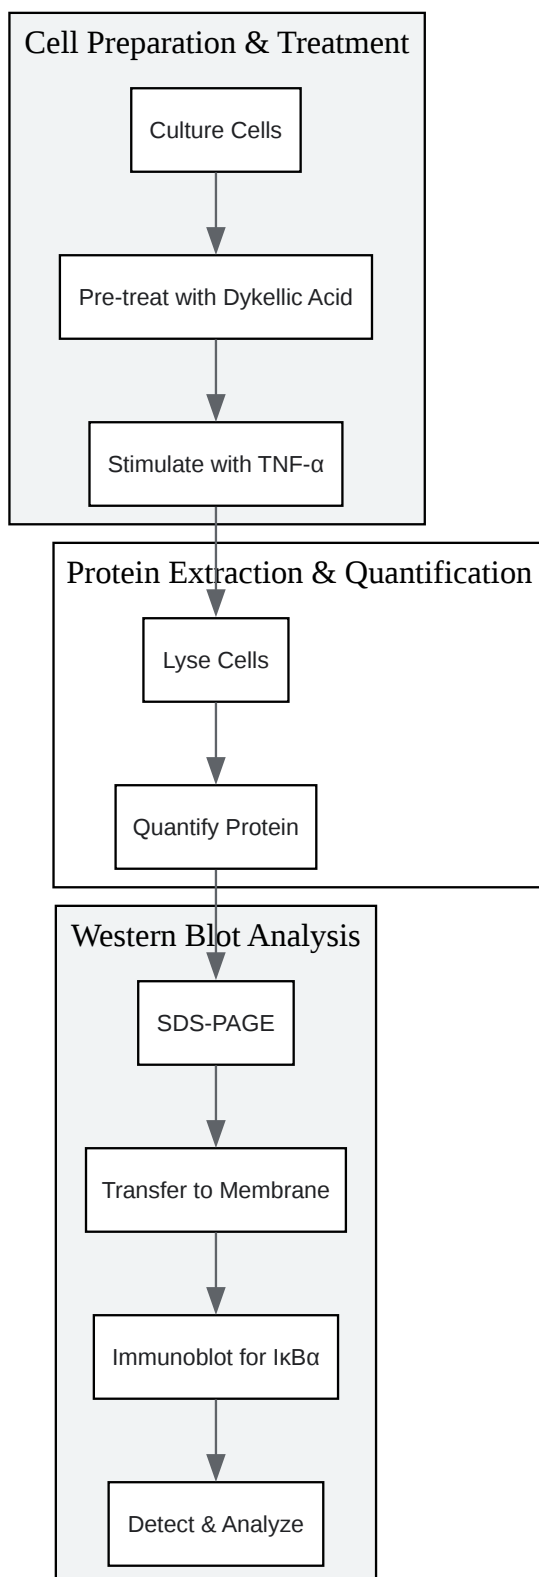 Cell Preparation & Treatment
Culture Cells
Pre-treat with Dykellic Acid
Stimulate with TNF-α
Protein Extraction & Quantification
Lyse Cells
Quantify Protein
Western Blot Analysis
SDS-PAGE
Transfer to Membrane
Immunoblot for IκBα
Detect & Analyze